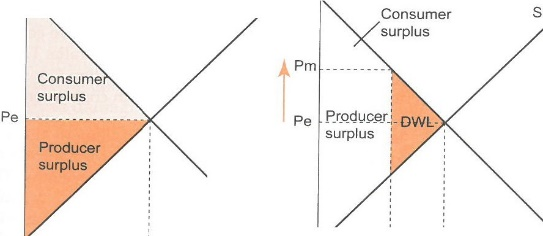 Consumer
surplus
Pe
Producer
surplus
Consumer
surplus
S
Pm
Pe
Producer
surplus
DWL